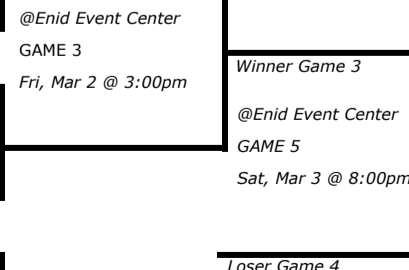 @Enid Event Center
GAME 3
Fri, Mar 2 @ 3:00pm
Winner Game 3
@Enid Event Center
GAME 5
Sat, Mar 3 @ 8:00pm
Loser Game 4